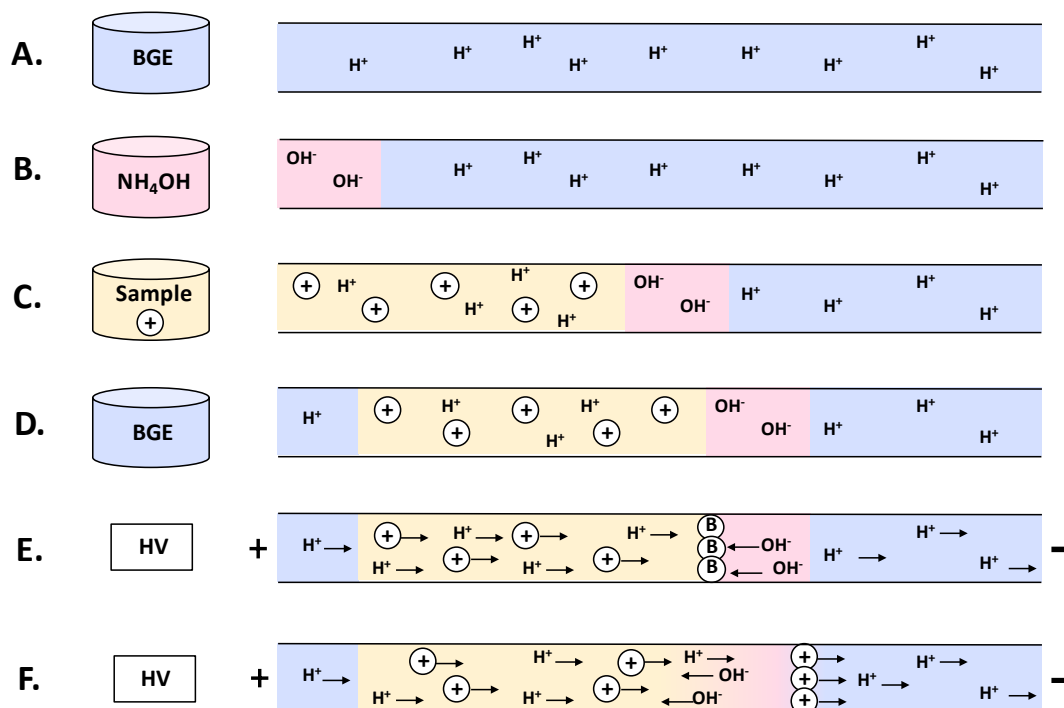 A.
BGE
H⁺ H⁺ H⁺ H⁺ H⁺ H⁺ H⁺ H⁺ H⁺
B.
NH₄OH
OH⁻ OH⁻ H⁺ H⁺ H⁺ H⁺ H⁺ H⁺ H⁺ H⁺
C.
Sample
+
+ H⁺ + + H⁺ H⁺ + H⁺ + OH⁻ OH⁻ H⁺ H⁺ H⁺ H⁺
D.
BGE
H⁺ + H⁺ + + H⁺ H⁺ + + OH⁻ OH⁻ H⁺ H⁺ H⁺
E.
HV
+
H⁺ + H⁺ H⁺ + + H⁺ + H⁺ B B B OH⁻ OH⁻ H⁺ H⁺ H⁺
-
F.
HV
+
H⁺ H⁺ + + H⁺ H⁺ + + H⁺ OH⁻ OH⁻ + + + H⁺ H⁺ H⁺
-